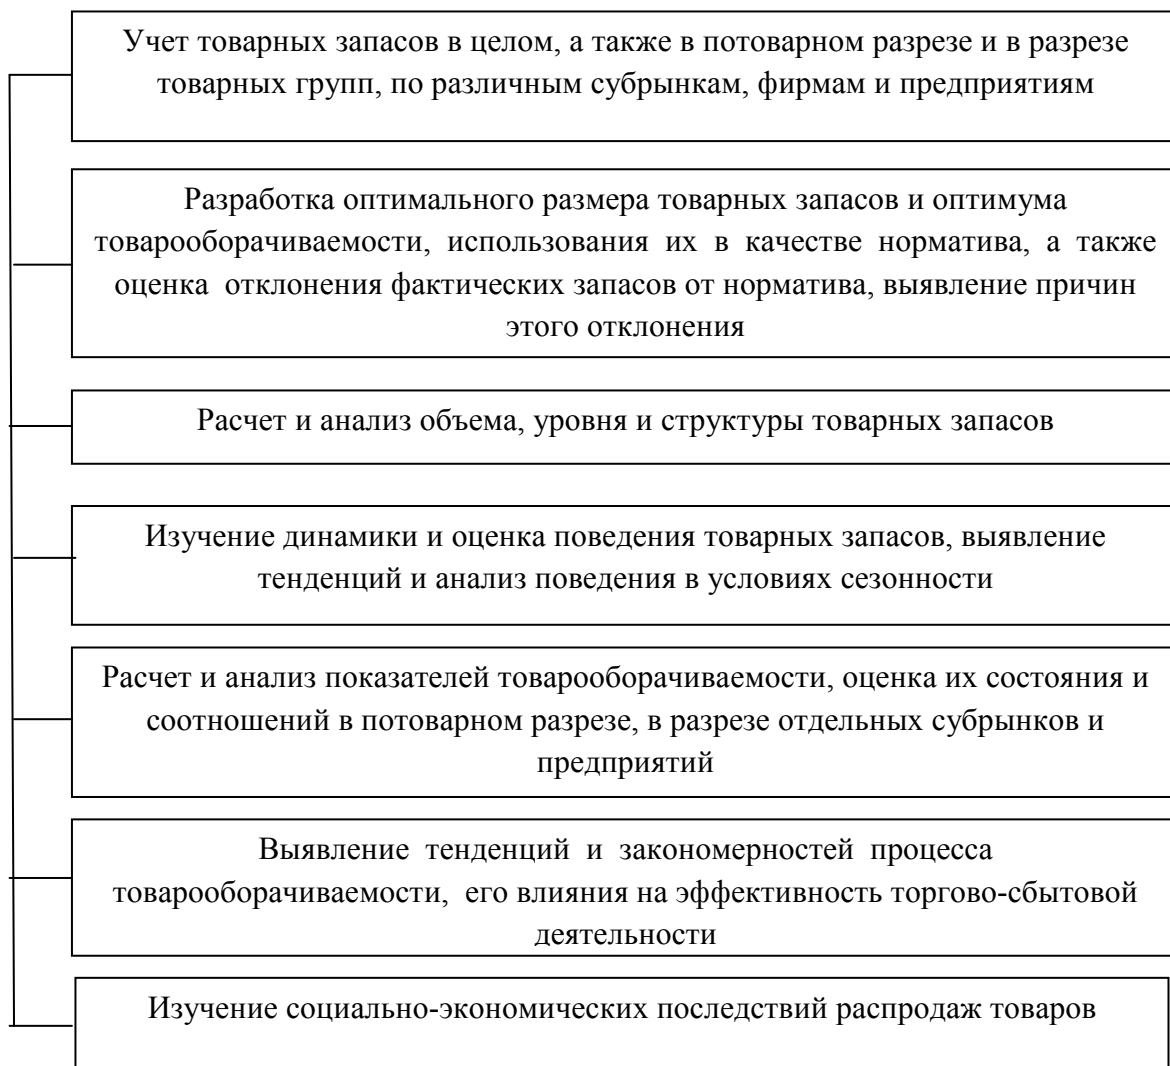 Учет товарных запасов в целом, а также в потоварном разрезе и в разрезе
товарных групп, по различным субрынкам, фирмам и предприятиям
Разработка оптимального размера товарных запасов и оптимума
товарооборачиваемости, использования их в качестве норматива, а также
оценка отклонения фактических запасов от норматива, выявление причин
этого отклонения
Расчет и анализ объема, уровня и структуры товарных запасов
Изучение динамики и оценка поведения товарных запасов, выявление
тенденций и анализ поведения в условиях сезонности
Расчет и анализ показателей товарооборачиваемости, оценка их состояния и
соотношений в потоварном разрезе, в разрезе отдельных субрынков и
предприятий
Выявление тенденций и закономерностей процесса
товарооборачиваемости, его влияния на эффективность торгово-сбытовой
деятельности
Изучение социально-экономических последствий распродаж товаров